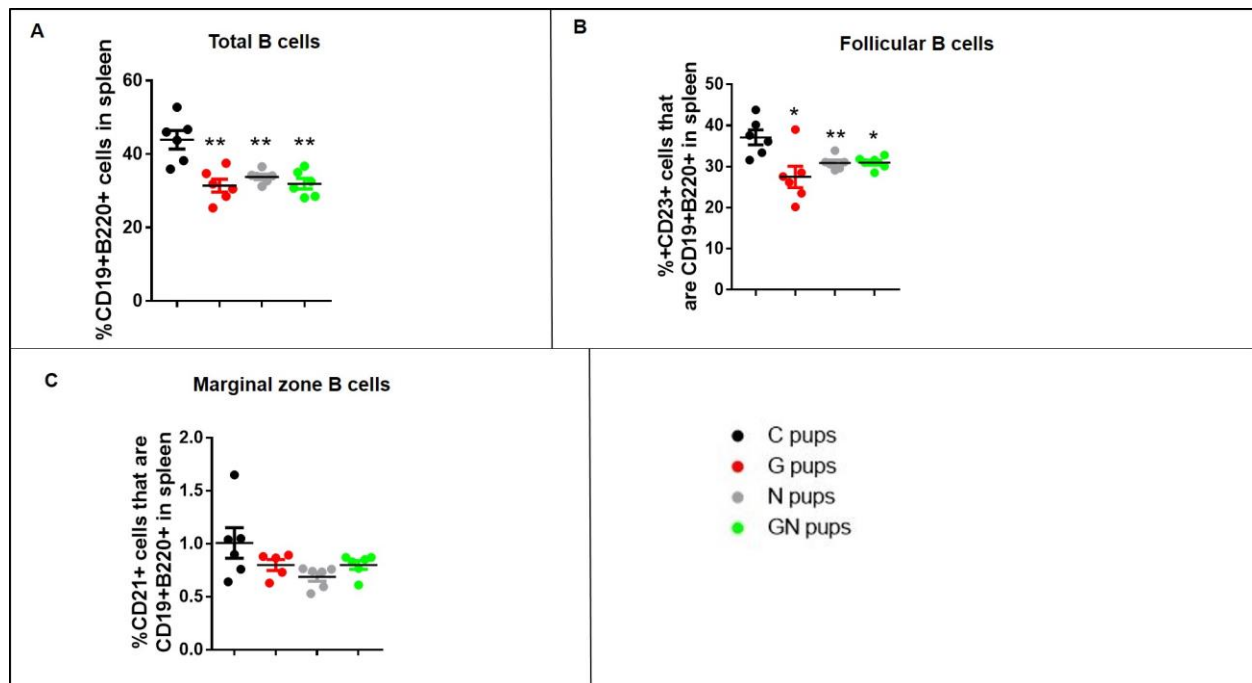 A
Total B cells
%CD19+B220+ cells in spleen
60
40
20
0
** ** **
B
Follicular B cells
%+CD23+ cells that
are CD19+B220+ in spleen
50
40
30
20
10
0
* ** *
C
Marginal zone B cells
%CD21+ cells that are
CD19+B220+ in spleen
2.0
1.5
1.0
0.5
0.0
C pups
G pups
N pups
GN pups